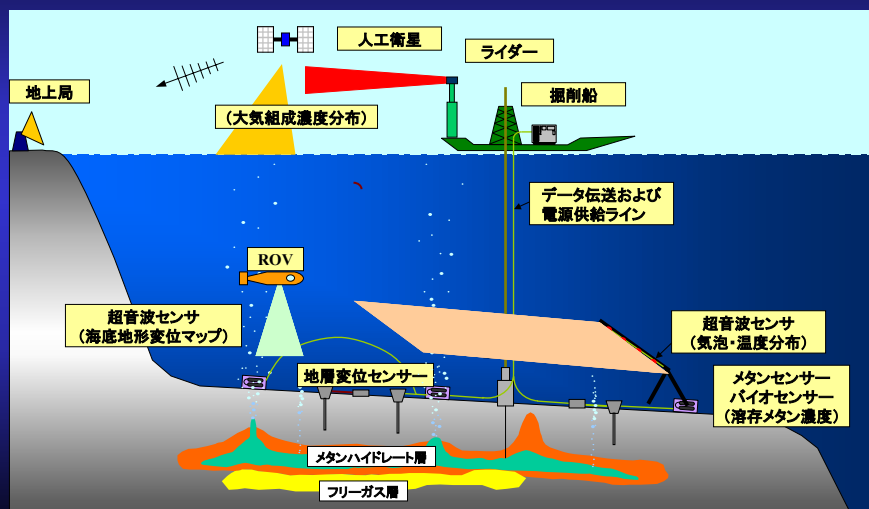 人工衛星
ライダー
地上局
掘削船
（大気組成濃度分布）
データ伝送および
電源供給ライン
ROV
超音波センサ
（海底地形変位マップ）
超音波センサ
（気泡・温度分布）
地層変位センサー
メタンセンサー
バイオセンサー
（溶存メタン濃度）
メタンハイドレート層
フリーガス層